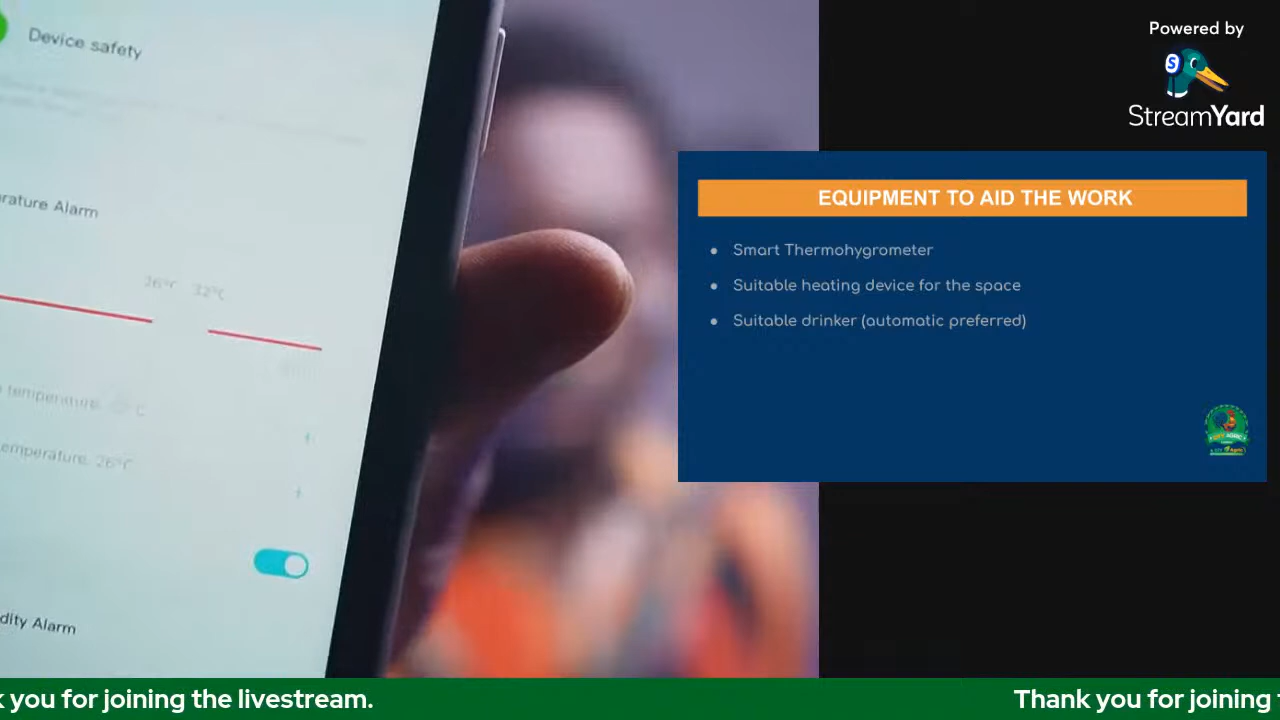 Device safety
rature Alarm
26°C 32°C
temperature, °C
emperature, 26°C
dity Alarm
Powered by
StreamYard
EQUIPMENT TO AID THE WORK
● Smart Thermohygrometer
● Suitable heating device for the space
● Suitable drinker (automatic preferred)
k you for joining the livestream.
Thank you for joining